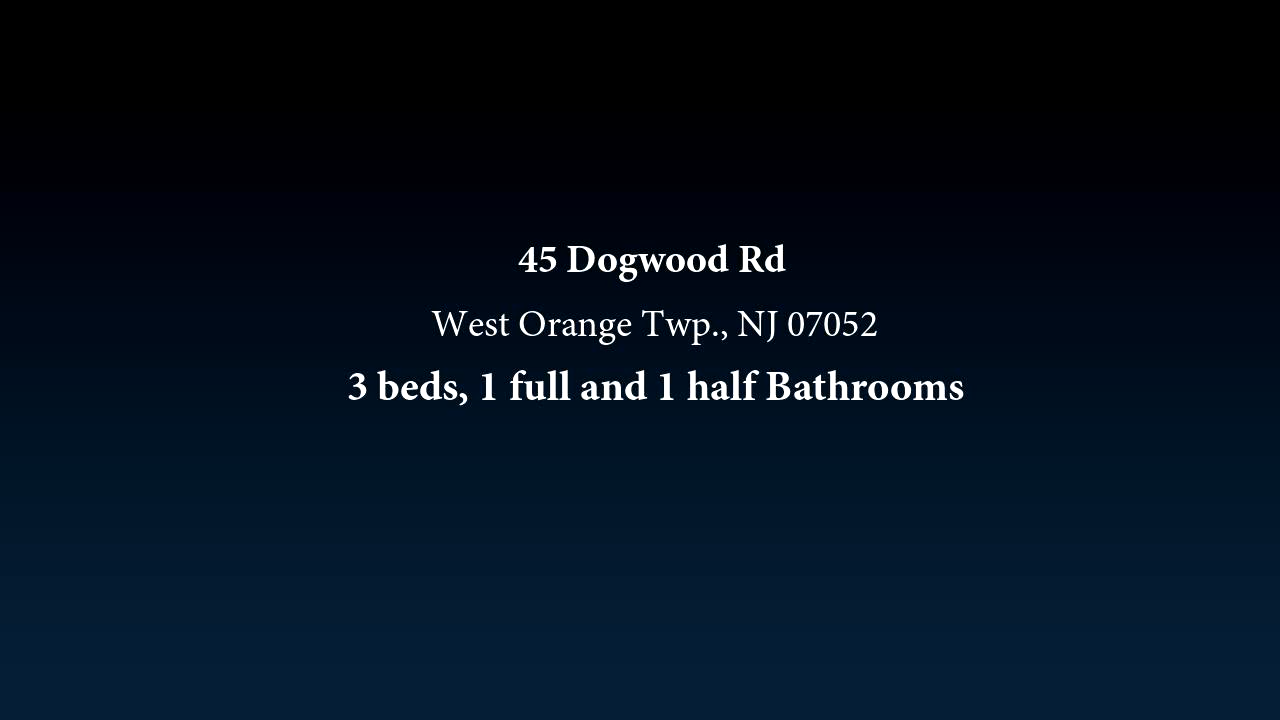 45 Dogwood Rd
West Orange Twp., NJ 07052
3 beds, 1 full and 1 half Bathrooms